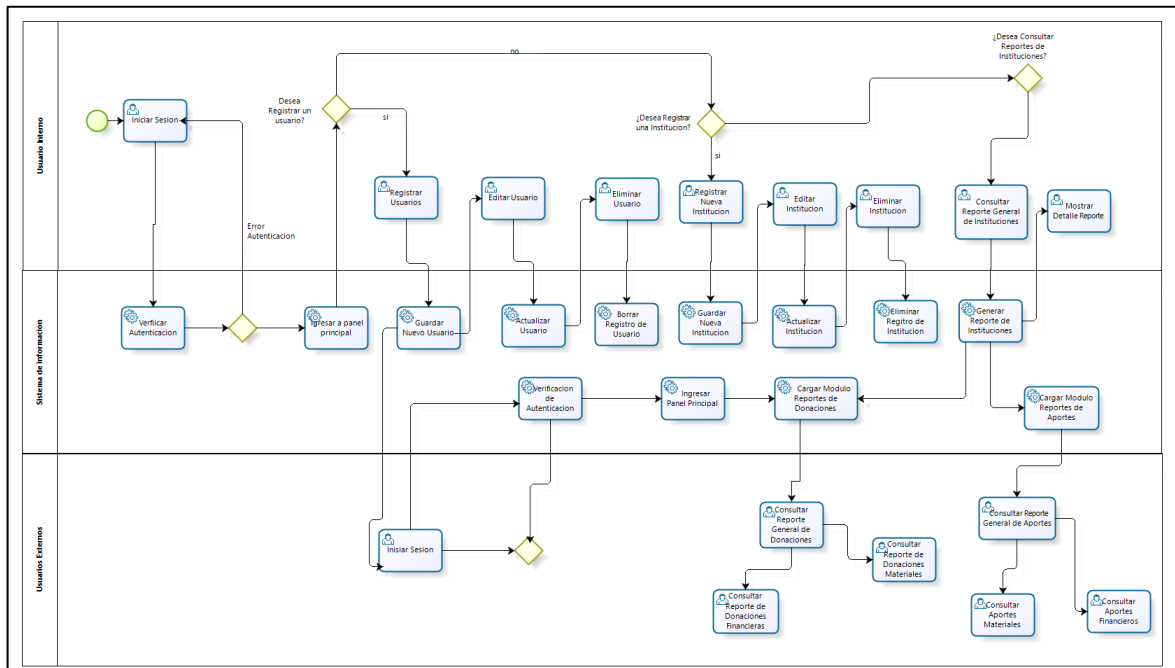 Usuario Interno
no
¿Desea Consultar
Reportes de
Instituciones?
Desea
Registrar un
usuario?
si
Iniciar Sesion
¿Desea Registrar
una Institucion?
si
Registrar
Usuarios
Editar Usuario
Eliminar
Usuario
Registrar
Nueva
Institucion
Editar
Institucion
Eliminar
Institucion
Consultar
Reporte General
de Instituciones
Mostrar
Detalle Reporte
Error
Autenticacion
Sistema de Informacion
Verfiicar
Autenticacion
Igresar a panel
principal
Guardar
Nuevo Usuario
Actualizar
Usuario
Borrar
Registro de
Usuario
Guardar
Nueva
Institucion
Actualizar
Institucion
Eliminar
Regitro de
Institucion
Generar
Reporte de
Instituciones
Verificacion
de
Autenticacion
Ingresar
Panel Principal
Cargar Modulo
Reportes de
Donaciones
Cargar Modulo
Reportes de
Aportes
Usuarios Externos
Inisiar Sesion
Consultar
Reporte
General de
Donaciones
Consultar
Reporte de
Donaciones
Materiales
Consultar
Reporte de
Donaciones
Financieras
Consultar Reporte
General de Aportes
Consultar
Aportes
Materiales
Consultar
Aportes
Financieros